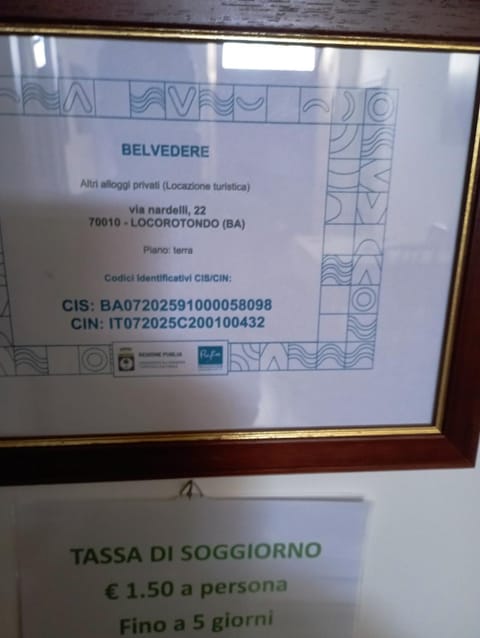 BELVEDERE
Altri alloggi privati (Locazione turistica)
via nardelli, 22
70010 - LOCOROTONDO (BA)
Piano: terra
Codici Identificativi CIS/CIN:
CIS: BA07202591000058098
CIN: IT072025C200100432
REGIONE PUGLIA
TASSA DI SOGGIORNO
€ 1.50 a persona
Fino a 5 giorni